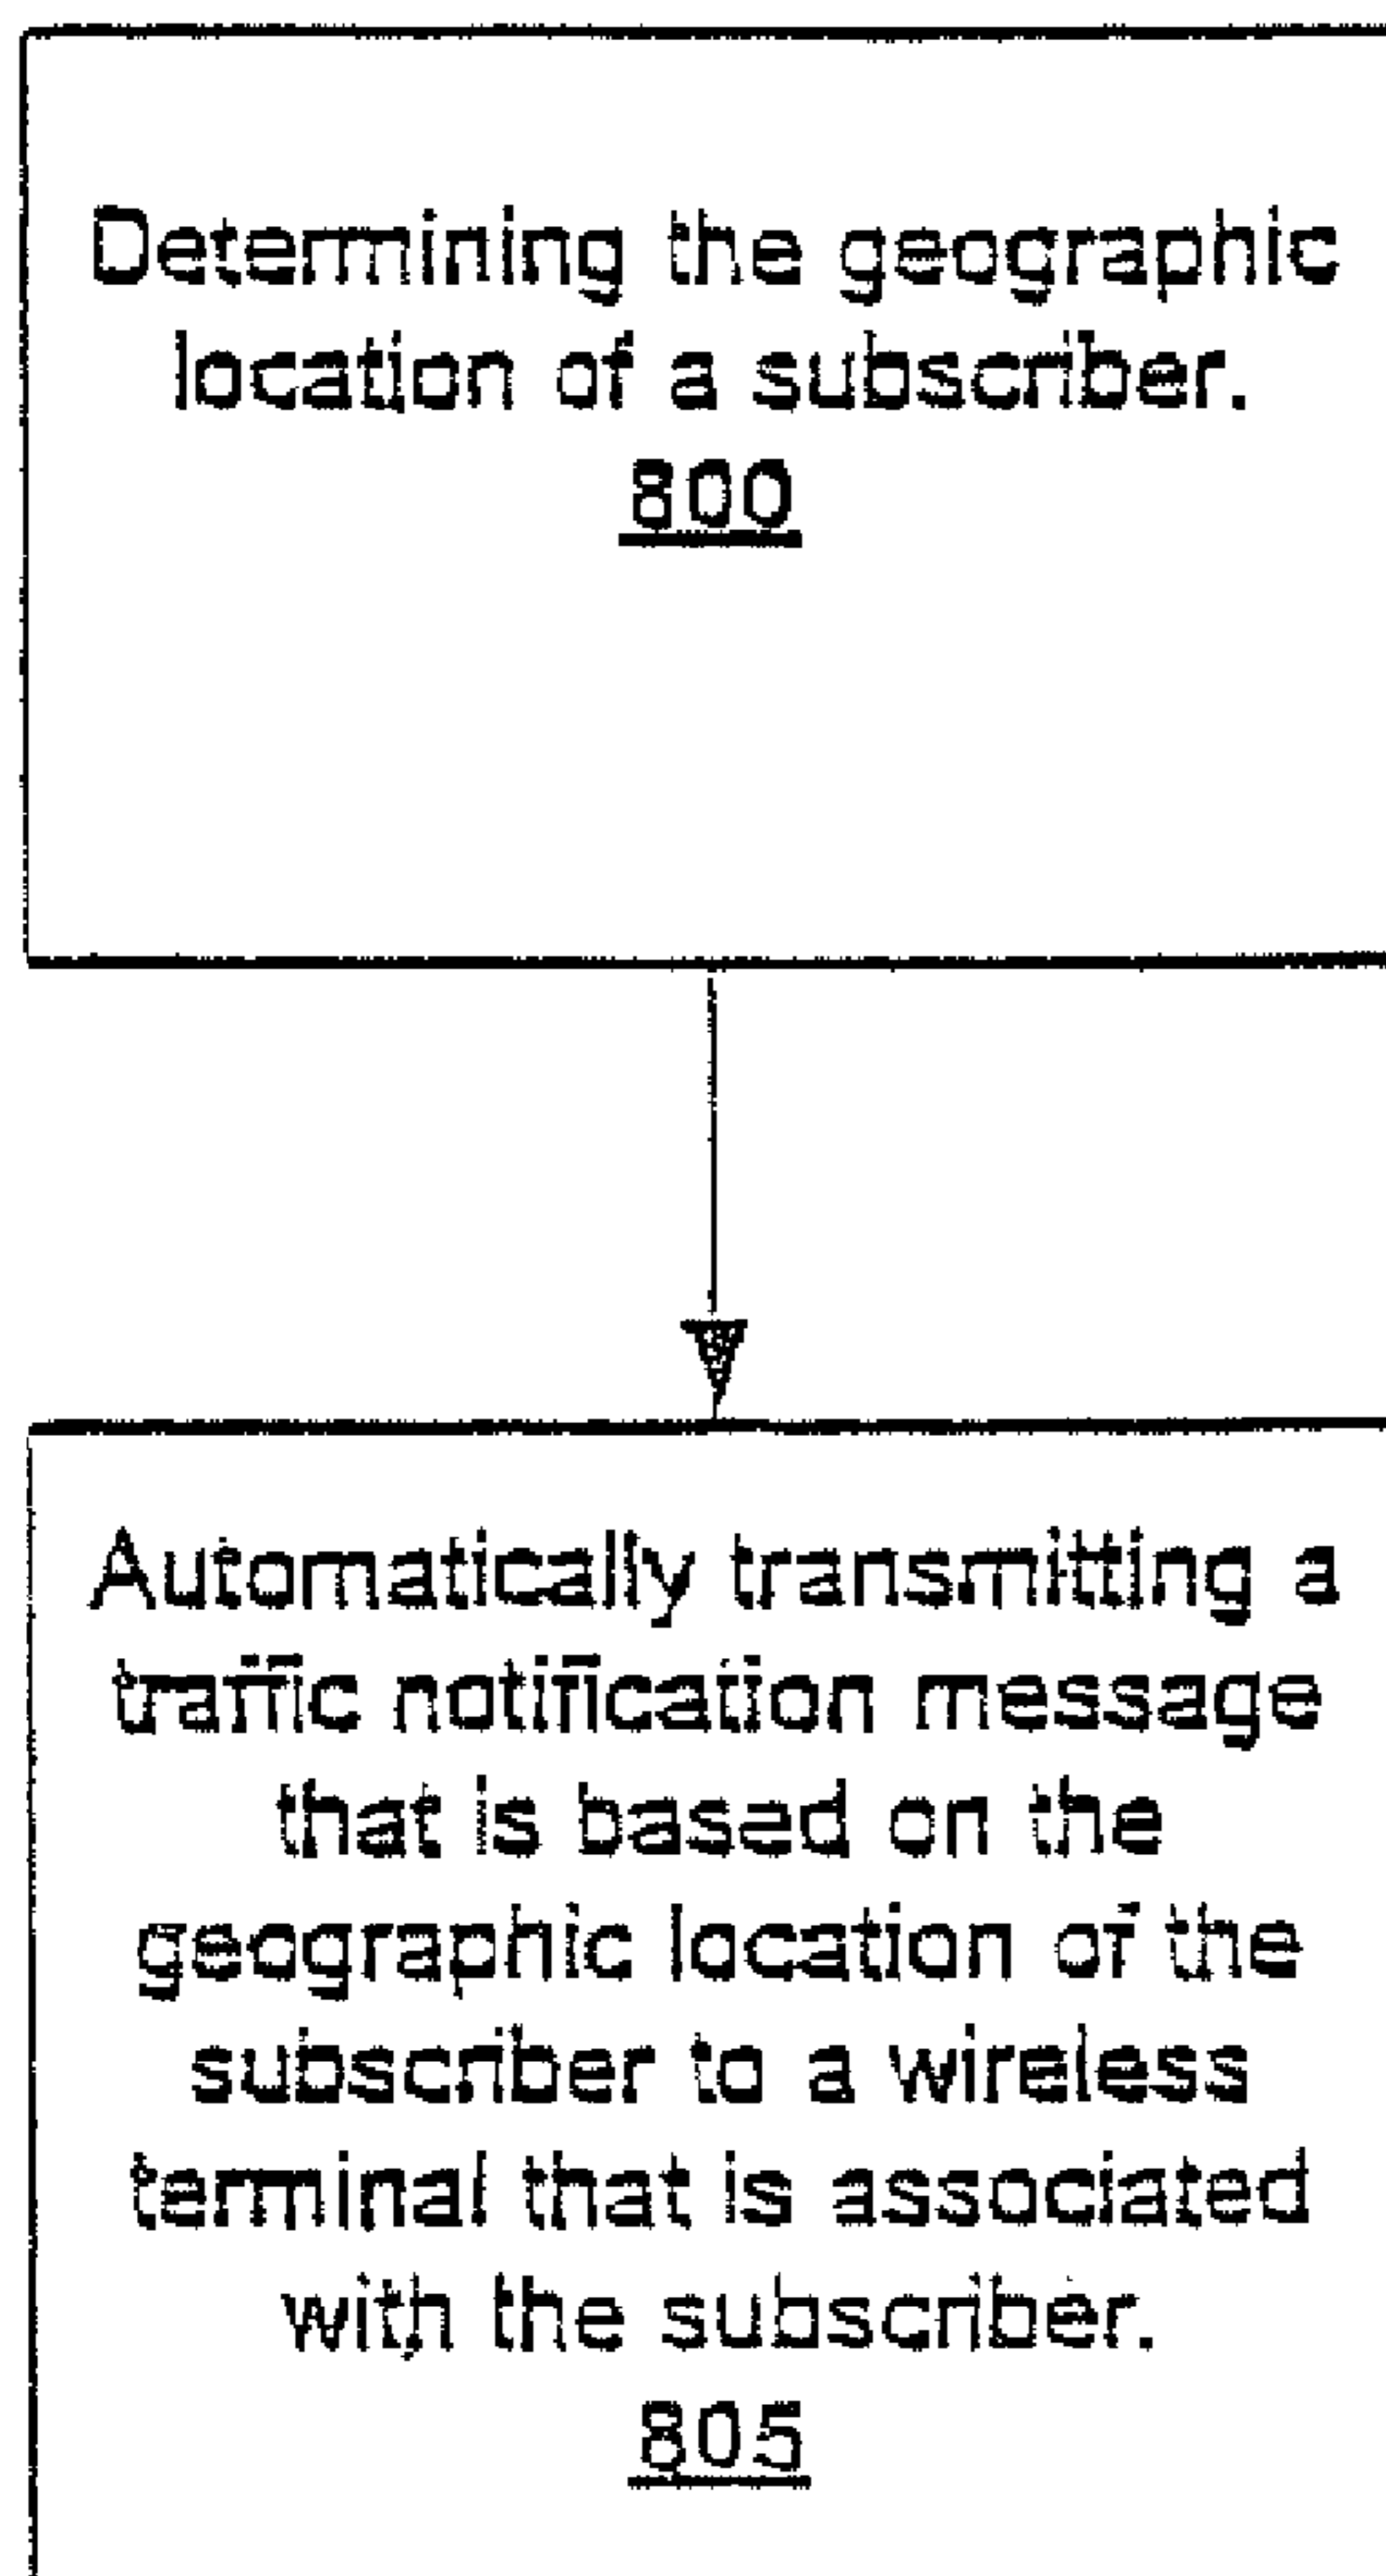 Determining the geographic
location of a subscriber.
800
Automatically transmitting a
traffic notification message
that is based on the
geographic location of the
subscriber to a wireless
terminal that is associated
with the subscriber.
805